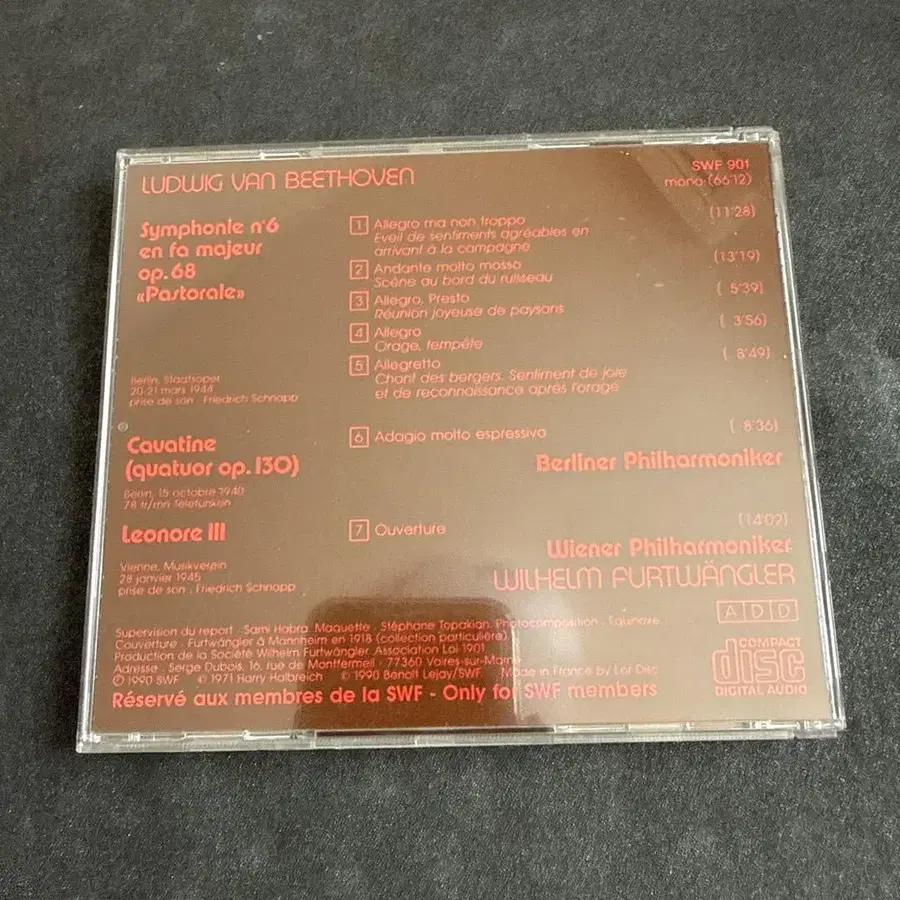 LUDWIG VAN BEETHOVEN
SWF 901
mono (66'12)
Symphonie n°6
en fa majeur
op. 68
«Pastorale»
1 Allegro ma non troppo (11'28)
Eveil de sentiments agréables en
arrivant à la campagne
2 Andante molto mosso (13'19)
Scène au bord du ruisseau
3 Allegro, Presto ( 5'39)
Réunion joyeuse de paysans
4 Allegro ( 3'56)
Orage, tempête
5 Allegretto ( 8'49)
Chant des bergers. Sentiment de joie
et de reconnaissance après l'orage
Berlin, Staatsoper
20-21 mars 1944
prise de son : Friedrich Schnapp
Cavatine
(quatuor op. 130)
6 Adagio molto espressivo ( 8'36)
Berliner Philharmoniker
Berlin, 15 octobre 1940
78 tr/mn Telefunken
Leonore III
7 Ouverture (14'02)
Wiener Philharmoniker
WILHELM FURTWÄNGLER
Vienne, Musikverein
28 janvier 1945
prise de son : Friedrich Schnapp
A D D
Supervision du report : Sami Habra. Maquette : Stéphane Topakian. Photocomposition : Equinoxe
Couverture : Furtwängler à Mannheim en 1918 (collection particulière)
Production de la Société Wilhelm Furtwängler, Association Loi 1901
Adresse : Serge Dubois, 16, rue de Montfermeil - 77360 Vaires-sur-Marne
℗ 1990 SWF © 1971 Harry Halbreich © 1990 Benoît Lejay/SWF Made in France by Lor Disc
Réservé aux membres de la SWF - Only for SWF members
COMPACT
disc
DIGITAL AUDIO